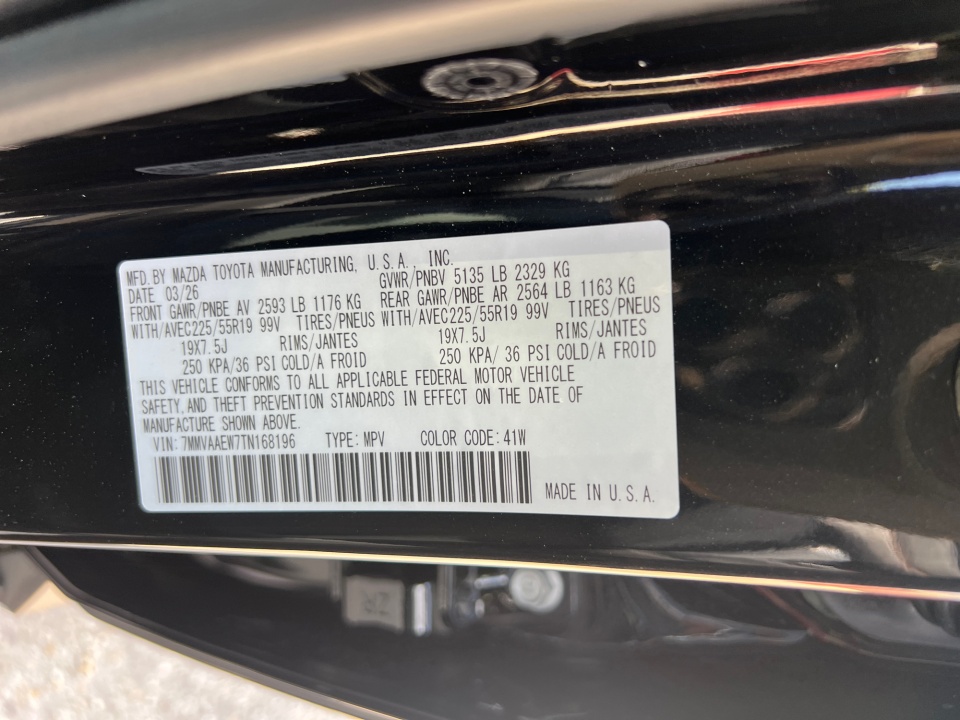 MFD. BY MAZDA TOYOTA MANUFACTURING, U.S.A., INC.
DATE 03/26 GVWR/PNBV 5135 LB 2329 KG
FRONT GAWR/PNBE AV 2593 LB 1176 KG REAR GAWR/PNBE AR 2564 LB 1163 KG
WITH/AVEC225/55R19 99V TIRES/PNEUS WITH/AVEC225/55R19 99V TIRES/PNEUS
19X7.5J RIMS/JANTES 19X7.5J RIMS/JANTES
250 KPA/36 PSI COLD/A FROID 250 KPA/ 36 PSI COLD/A FROID
THIS VEHICLE CONFORMS TO ALL APPLICABLE FEDERAL MOTOR VEHICLE
SAFETY, AND THEFT PREVENTION STANDARDS IN EFFECT ON THE DATE OF
MANUFACTURE SHOWN ABOVE.
VIN: 7MMVAAEW7TN168196 TYPE: MPV COLOR CODE: 41W
MADE IN U.S.A.